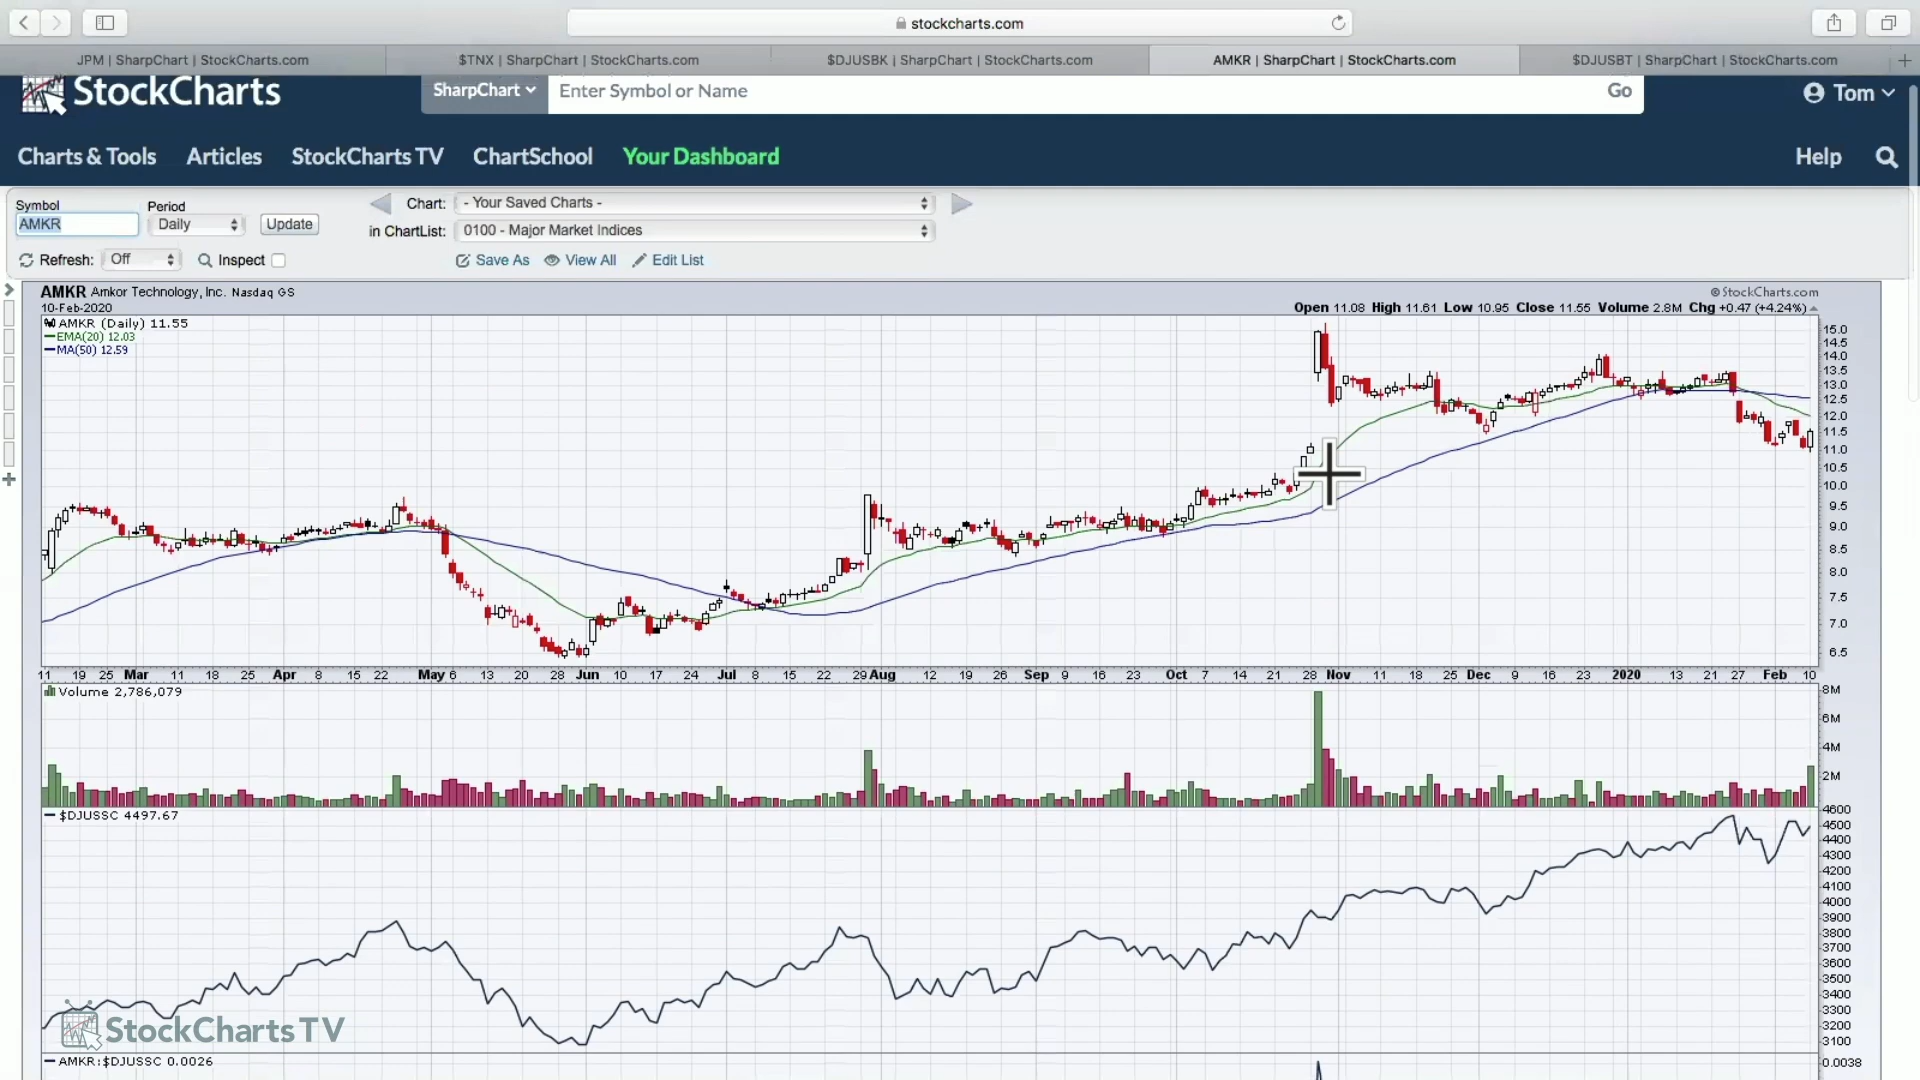 stockcharts.com
JPM | SharpChart | StockCharts.com
$TNX | SharpChart | StockCharts.com
$DJUSBK | SharpChart | StockCharts.com
AMKR | SharpChart | StockCharts.com
$DJUSBT | SharpChart | StockCharts.com
StockCharts
SharpChart Enter Symbol or Name Go
Tom
Charts & Tools Articles StockCharts TV ChartSchool Your Dashboard Help
Symbol Period
AMKR Daily Update
Chart: - Your Saved Charts -
in ChartList: 0100 - Major Market Indices
Refresh: Off Inspect Save As View All Edit List
AMKR Amkor Technology, Inc. Nasdaq GS © StockCharts.com
10-Feb-2020 Open 11.08 High 11.61 Low 10.95 Close 11.55 Volume 2.8M Chg +0.47 (+4.24%)
AMKR (Daily) 11.55
EMA(20) 12.03
MA(50) 12.59
15.0
14.5
14.0
13.5
13.0
12.5
12.0
11.5
11.0
10.5
10.0
9.5
9.0
8.5
8.0
7.5
7.0
6.5
11 19 25 Mar 11 18 25 Apr 8 15 22 May 6 13 20 28 Jun 10 17 24 Jul 8 15 22 29 Aug 12 19 26 Sep 9 16 23 Oct 7 14 21 28 Nov 11 18 25 Dec 9 16 23 2020 13 21 27 Feb 10
Volume 2,786,079
8M
6M
4M
2M
$DJUSSC 4497.67
4600
4500
4400
4300
4200
4100
4000
3900
3800
3700
3600
3500
3400
3300
3200
3100
StockCharts TV
AMKR:$DJUSSC 0.0026
0.0038